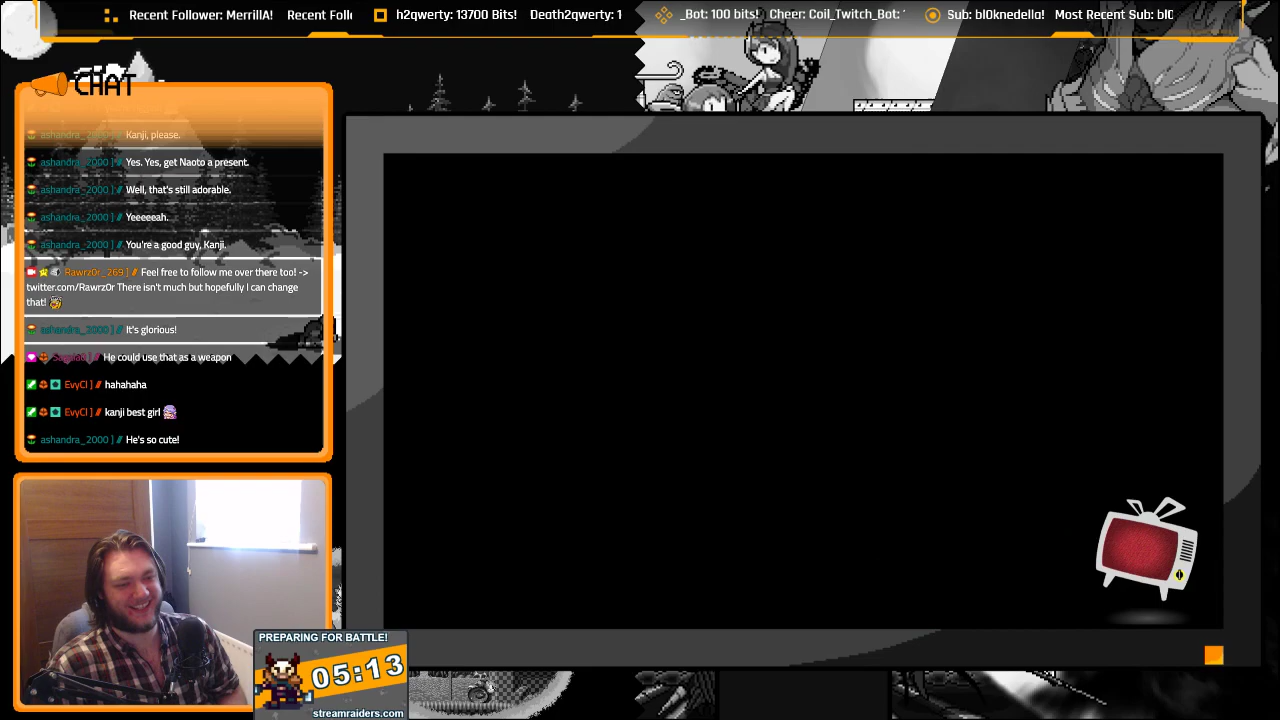 Recent Follower: MerrillA! Recent Foll
h2qwerty: 13700 Bits! Death2qwerty: 1
_Bot: 100 bits! Cheer: Coil_Twitch_Bot:
Sub: bl0knedella! Most Recent Sub: bl0
CHAT
ashandra_2000 ] // Kanji, please.
ashandra_2000 ] // Yes. Yes, get Naoto a present.
ashandra_2000 ] // Well, that's still adorable.
ashandra_2000 ] // Yeeeeeah.
ashandra_2000 ] // You're a good guy, Kanji.
Rawrz0r_269 ] // Feel free to follow me over there too! ->
twitter.com/Rawrz0r There isn't much but hopefully I can change
that!
ashandra_2000 ] // It's glorious!
] // He could use that as a weapon
EvyCl ] // hahahaha
EvyCl ] // kanji best girl
ashandra_2000 ] // He's so cute!
PREPARING FOR BATTLE!
05:13
streamraiders.com